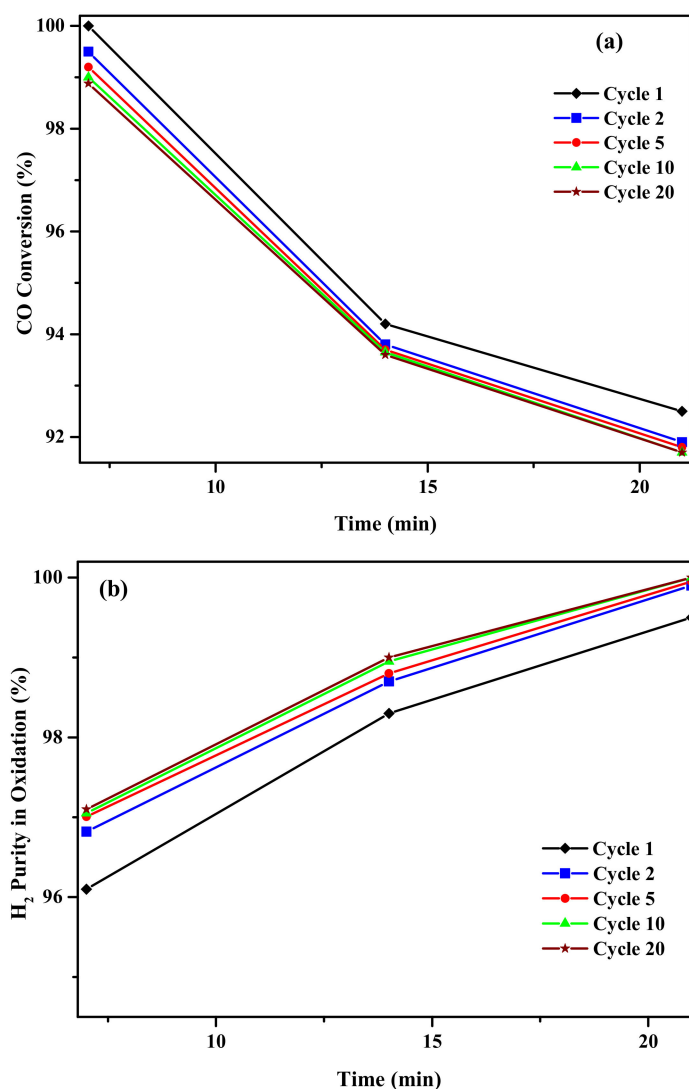 (a)
100
98
96
94
92
CO Conversion (%)
Cycle 1
Cycle 2
Cycle 5
Cycle 10
Cycle 20
10
15
20
Time (min)
(b)
100
98
96
H₂ Purity in Oxidation (%)
Cycle 1
Cycle 2
Cycle 5
Cycle 10
Cycle 20
10
15
20
Time (min)